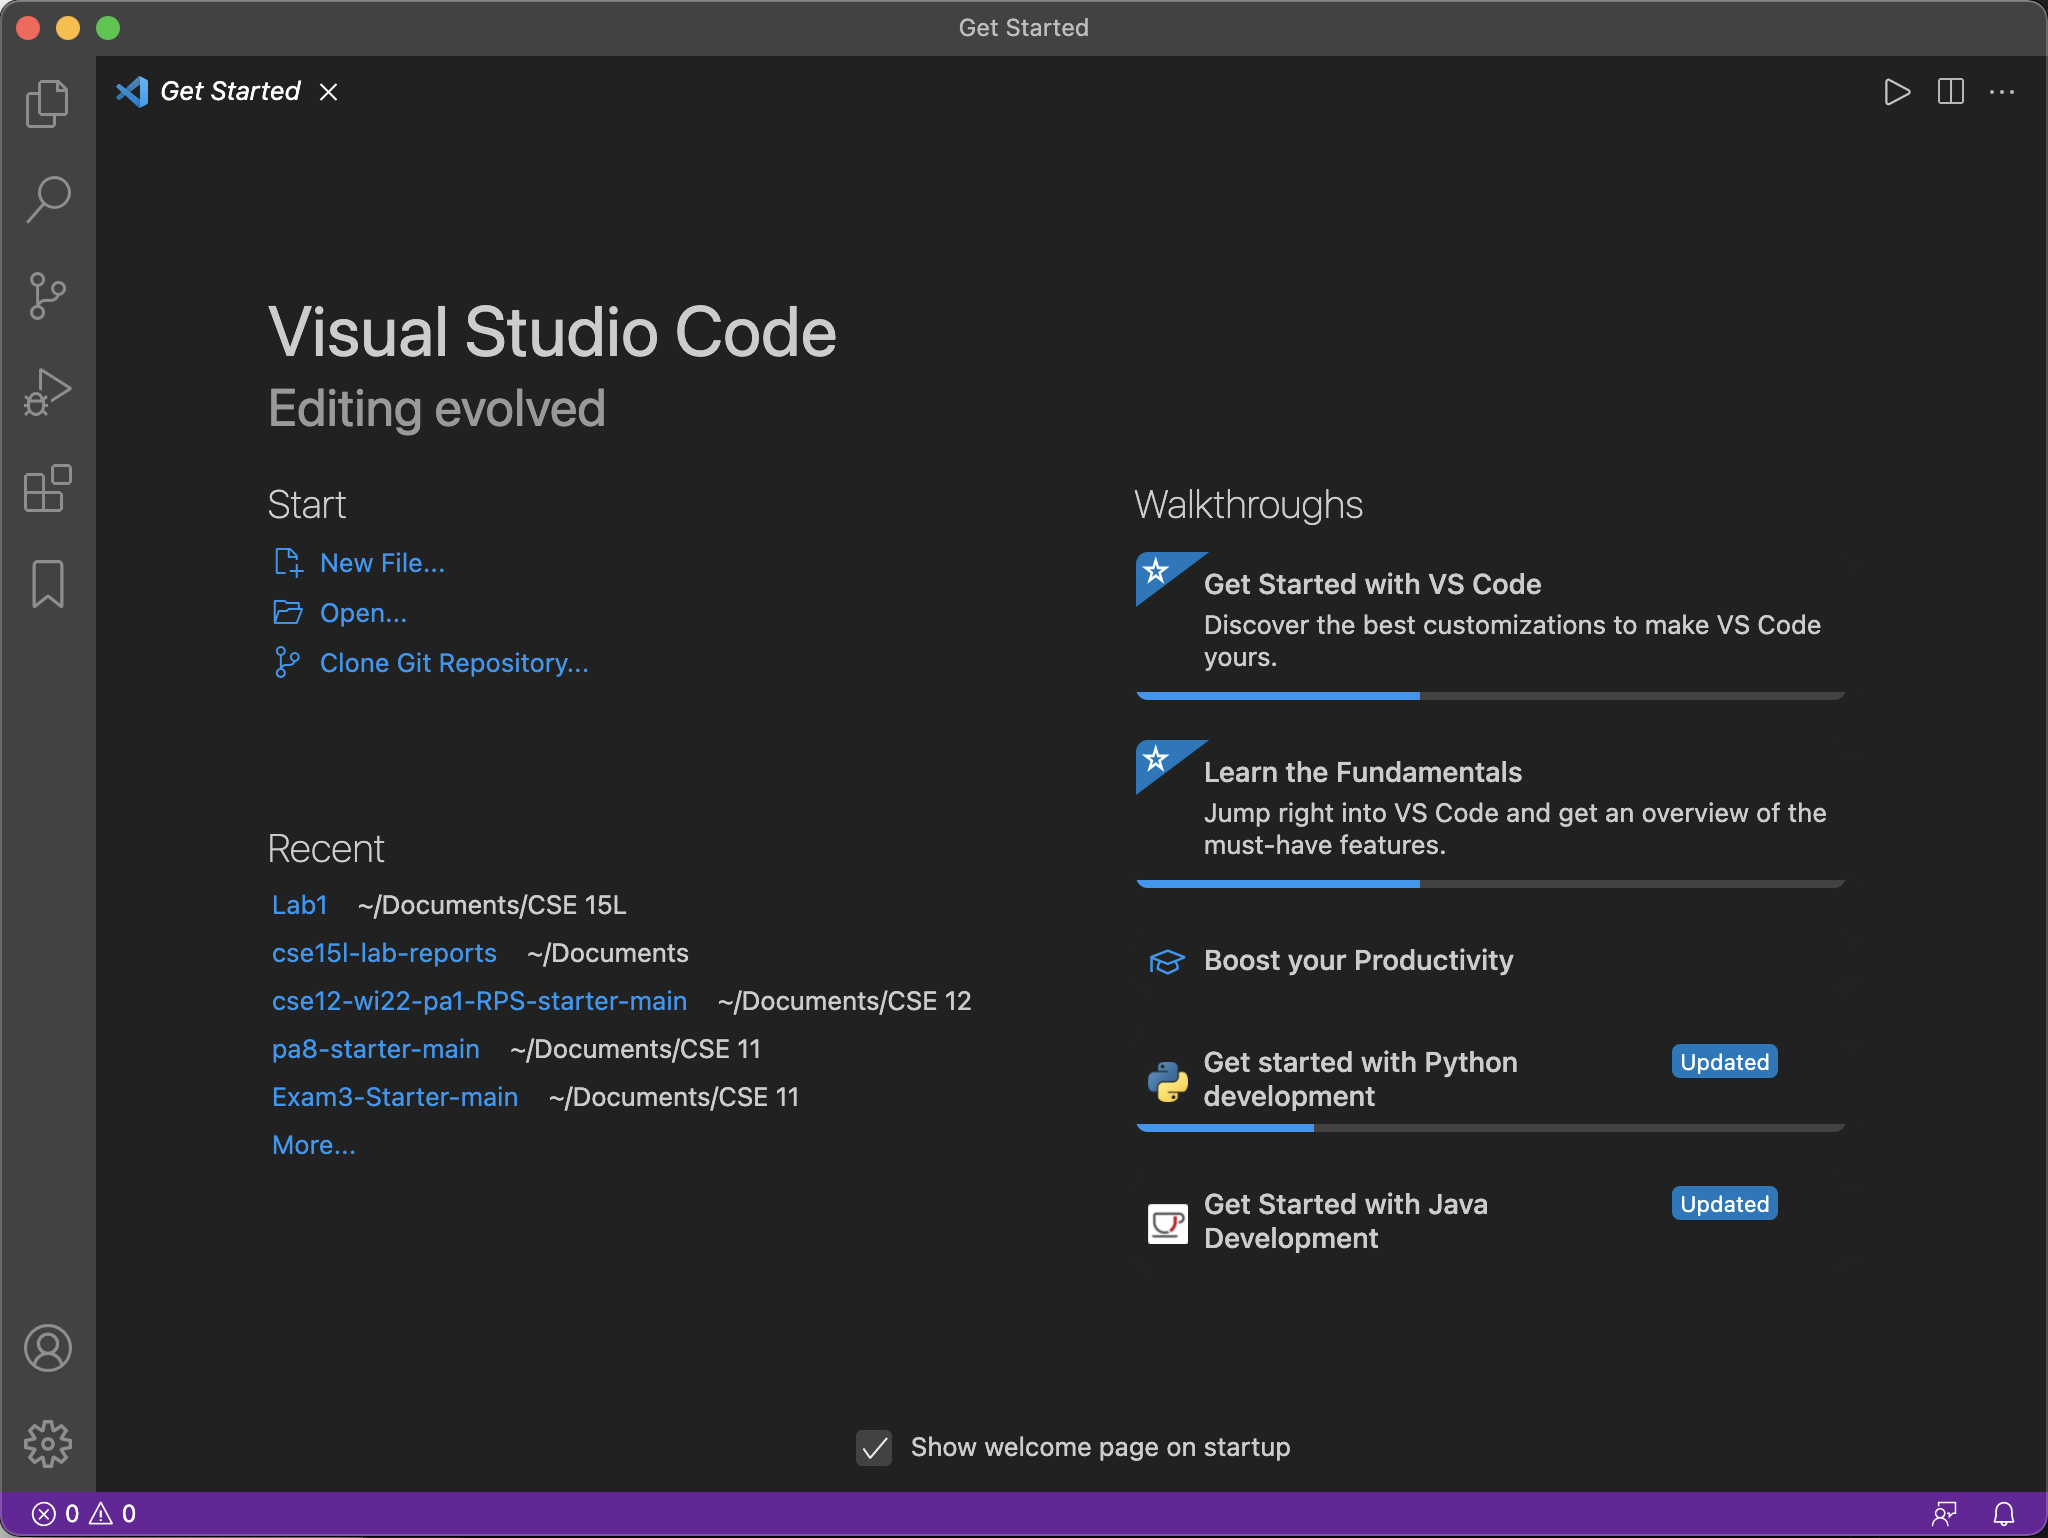 Get Started
Get Started
Visual Studio Code
Editing evolved
Start
New File...
Open...
Clone Git Repository...
Recent
Lab1 ~/Documents/CSE 15L
cse15l-lab-reports ~/Documents
cse12-wi22-pa1-RPS-starter-main ~/Documents/CSE 12
pa8-starter-main ~/Documents/CSE 11
Exam3-Starter-main ~/Documents/CSE 11
More...
Walkthroughs
Get Started with VS Code
Discover the best customizations to make VS Code
yours.
Learn the Fundamentals
Jump right into VS Code and get an overview of the
must-have features.
Boost your Productivity
Get started with Python Updated
development
Get Started with Java Updated
Development
Show welcome page on startup
0 0